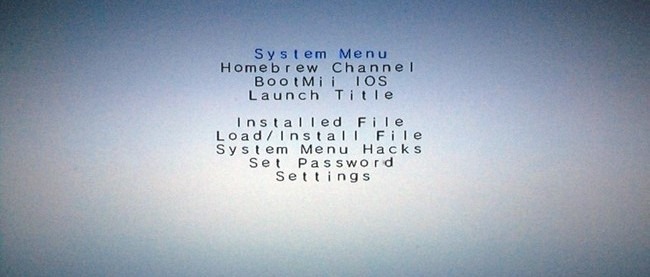 System Menu
Homebrew Channel
BootMii IOS
Launch Title
Installed File
Load/Install File
System Menu Hacks
Set Password
Settings